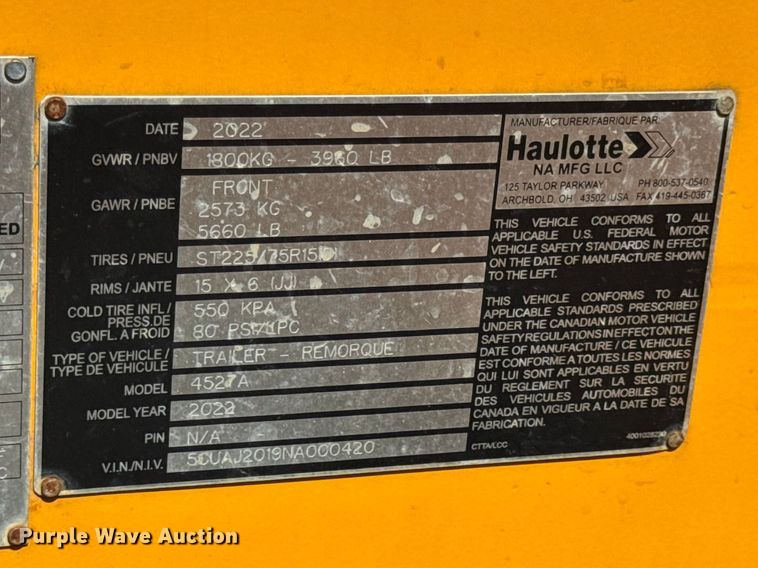 DATE 2022
GVWR / PNBV 1800KG - 3960 LB
GAWR / PNBE FRONT
2573 KG
5660 LB
TIRES / PNEU ST225/75R15(D)
RIMS / JANTE 15 X 6 (JJ)
COLD TIRE INFL/
PRESS.DE
GONFL.A FROID
550 KPA
80 PSI/LPC
TYPE OF VEHICLE/
TYPE DE VEHICULE
TRAILER - REMORQUE
MODEL 4527A
MODEL YEAR 2022
PIN N/A
V.I.N/N.I.V. 5CUAJ2019NA000420
MANUFACTURER/FABRIQUE PAR:
Haulotte
NA MFG LLC
125 TAYLOR PARKWAY PH 800-537-0540
ARCHBOLD, OH 43502 USA FAX 419-445-0367
THIS VEHICLE CONFORMS TO ALL
APPLICABLE U.S. FEDERAL MOTOR
VEHICLE SAFETY STANDARDS IN EFFECT
ON THE DATE OF MANUFACTURE SHOWN
TO THE LEFT.
THIS VEHICLE CONFORMS TO ALL
APPLICABLE STANDARDS PRESCRIBED
UNDER THE CANADIAN MOTOR VEHICLE
SAFETY REGULATIONS IN EFFECT ON THE
DATE OF MANUFACTURE / CE VEHICULE
EST CONFORME A TOUTES LES NORMES
QUI LUI SONT APPLICABLES EN VERTU
DU REGLEMENT SUR LA SECURITE
DES VEHICULES AUTOMOBILES DU
CANADA EN VIGUEUR A LA DATE DE SA
FABRICATION.
CTTA/LCC
ED
Purple Wave Auction